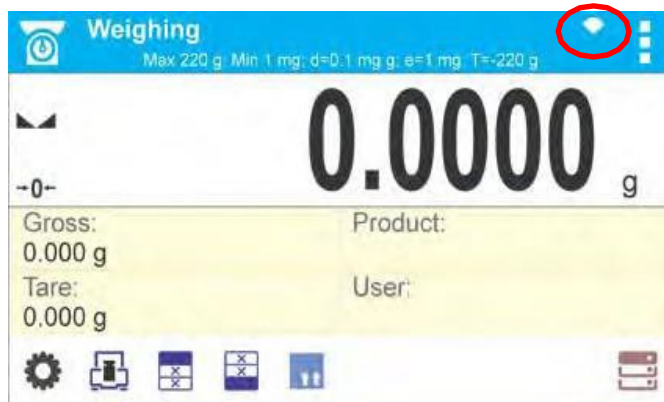 Weighing
Max 220 g: Min 1 mg: d=0.1 mg g: e=1 mg: T=-220 g
0.0000 g
→0←
Gross: Product:
0.000 g
Tare: User:
0.000 g